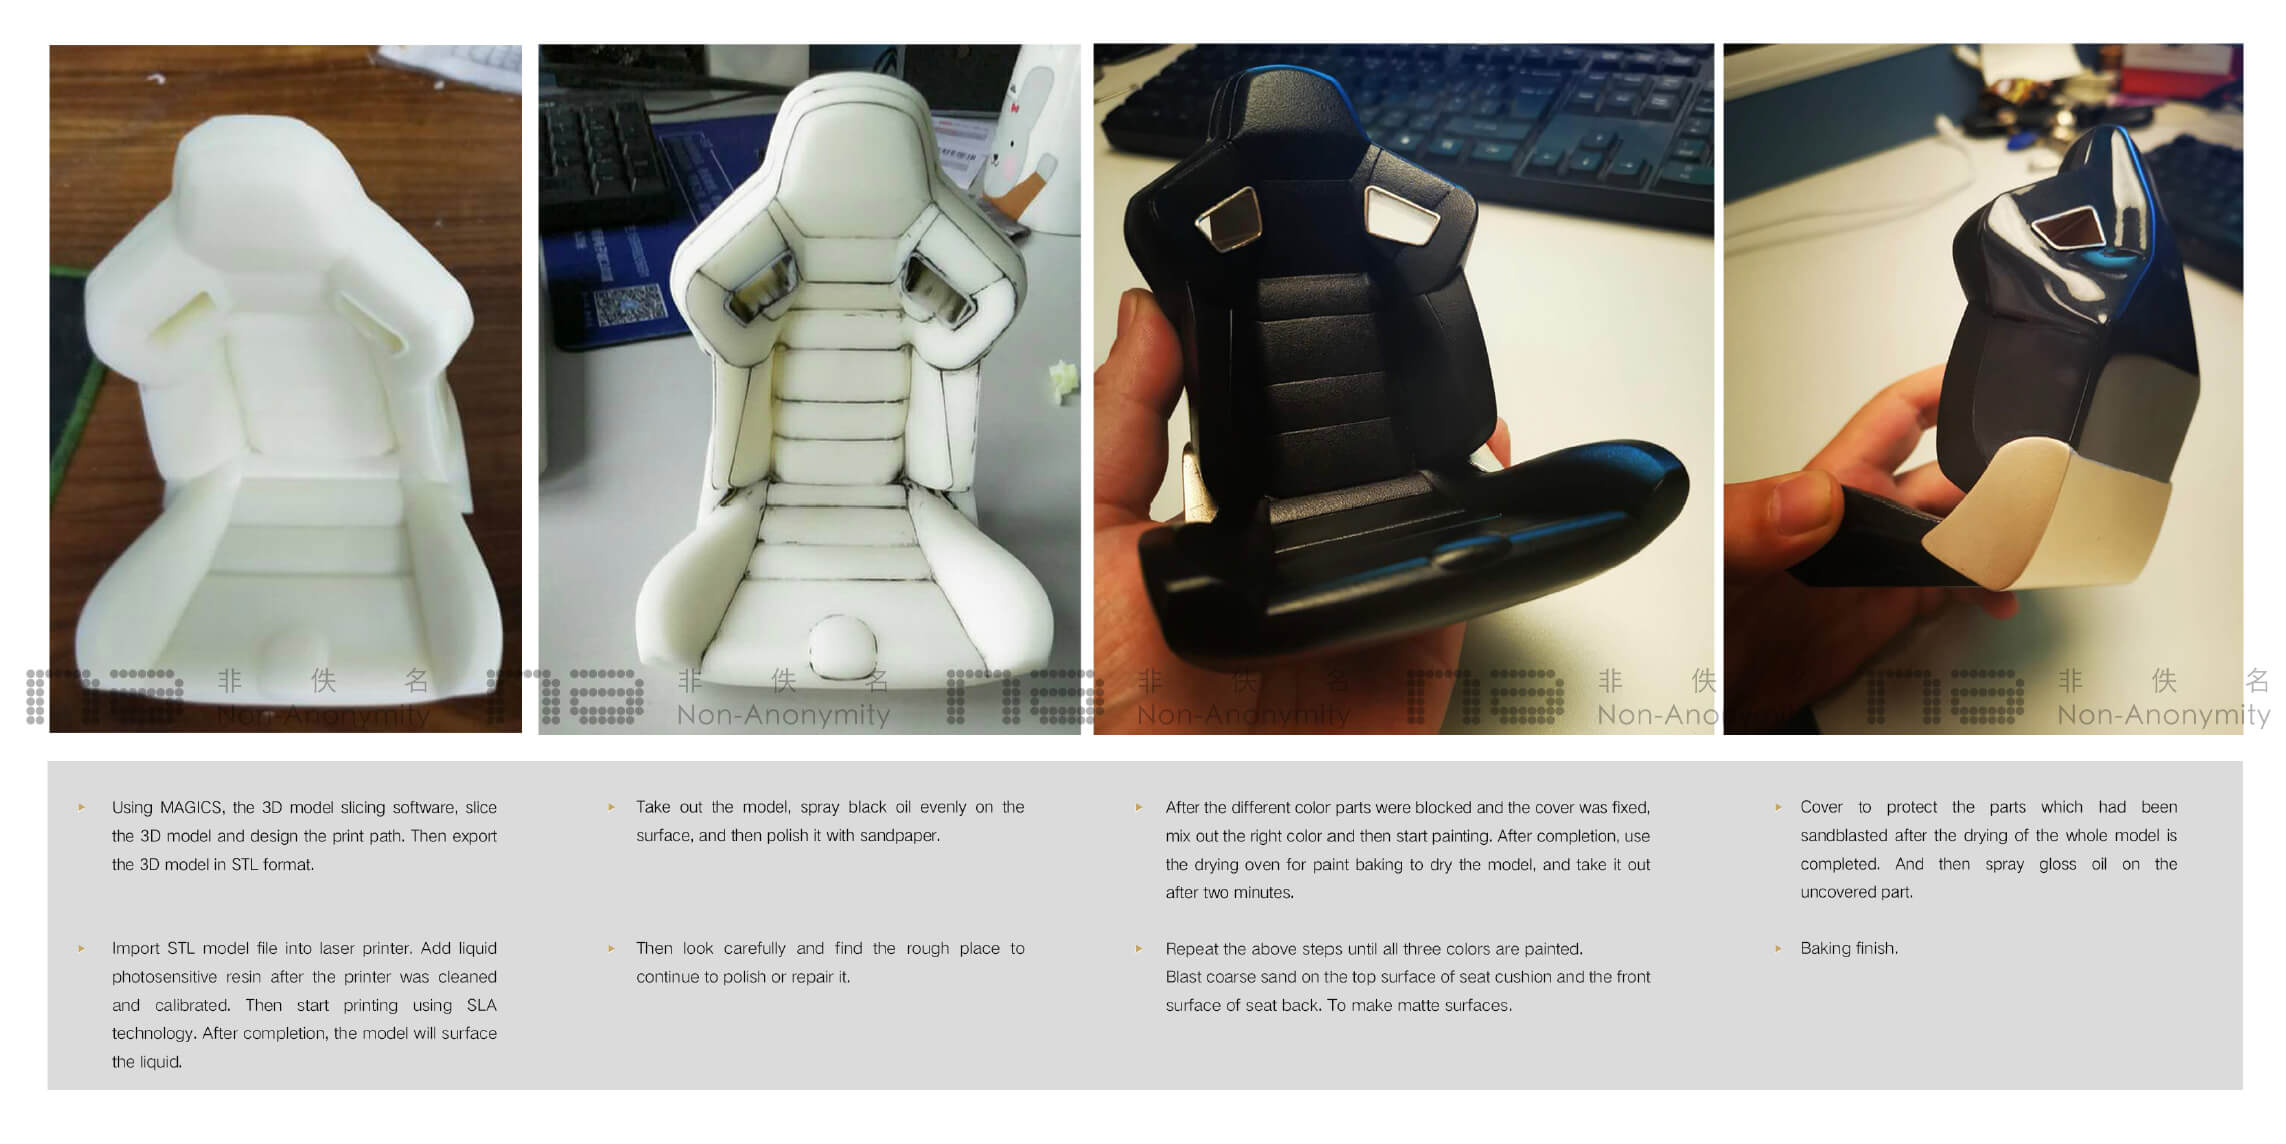 非 佚 名
Non-Anonymity
非 佚 名
Non-Anonymity
非 佚 名
Non-Anonymity
非 佚
Non-Ano
非 佚 名
Non-Anonymity
Using MAGICS, the 3D model slicing software, slice
the 3D model and design the print path. Then export
the 3D model in STL format.
Import STL model file into laser printer. Add liquid
photosensitive resin after the printer was cleaned
and calibrated. Then start printing using SLA
technology. After completion, the model will surface
the liquid.
Take out the model, spray black oil evenly on the
surface, and then polish it with sandpaper.
Then look carefully and find the rough place to
continue to polish or repair it.
After the different color parts were blocked and the cover was fixed,
mix out the right color and then start painting. After completion, use
the drying oven for paint baking to dry the model, and take it out
after two minutes.
Repeat the above steps until all three colors are painted.
Blast coarse sand on the top surface of seat cushion and the front
surface of seat back. To make matte surfaces.
Cover to protect the parts which had been
sandblasted after the drying of the whole model is
completed. And then spray gloss oil on the
uncovered part.
Baking finish.